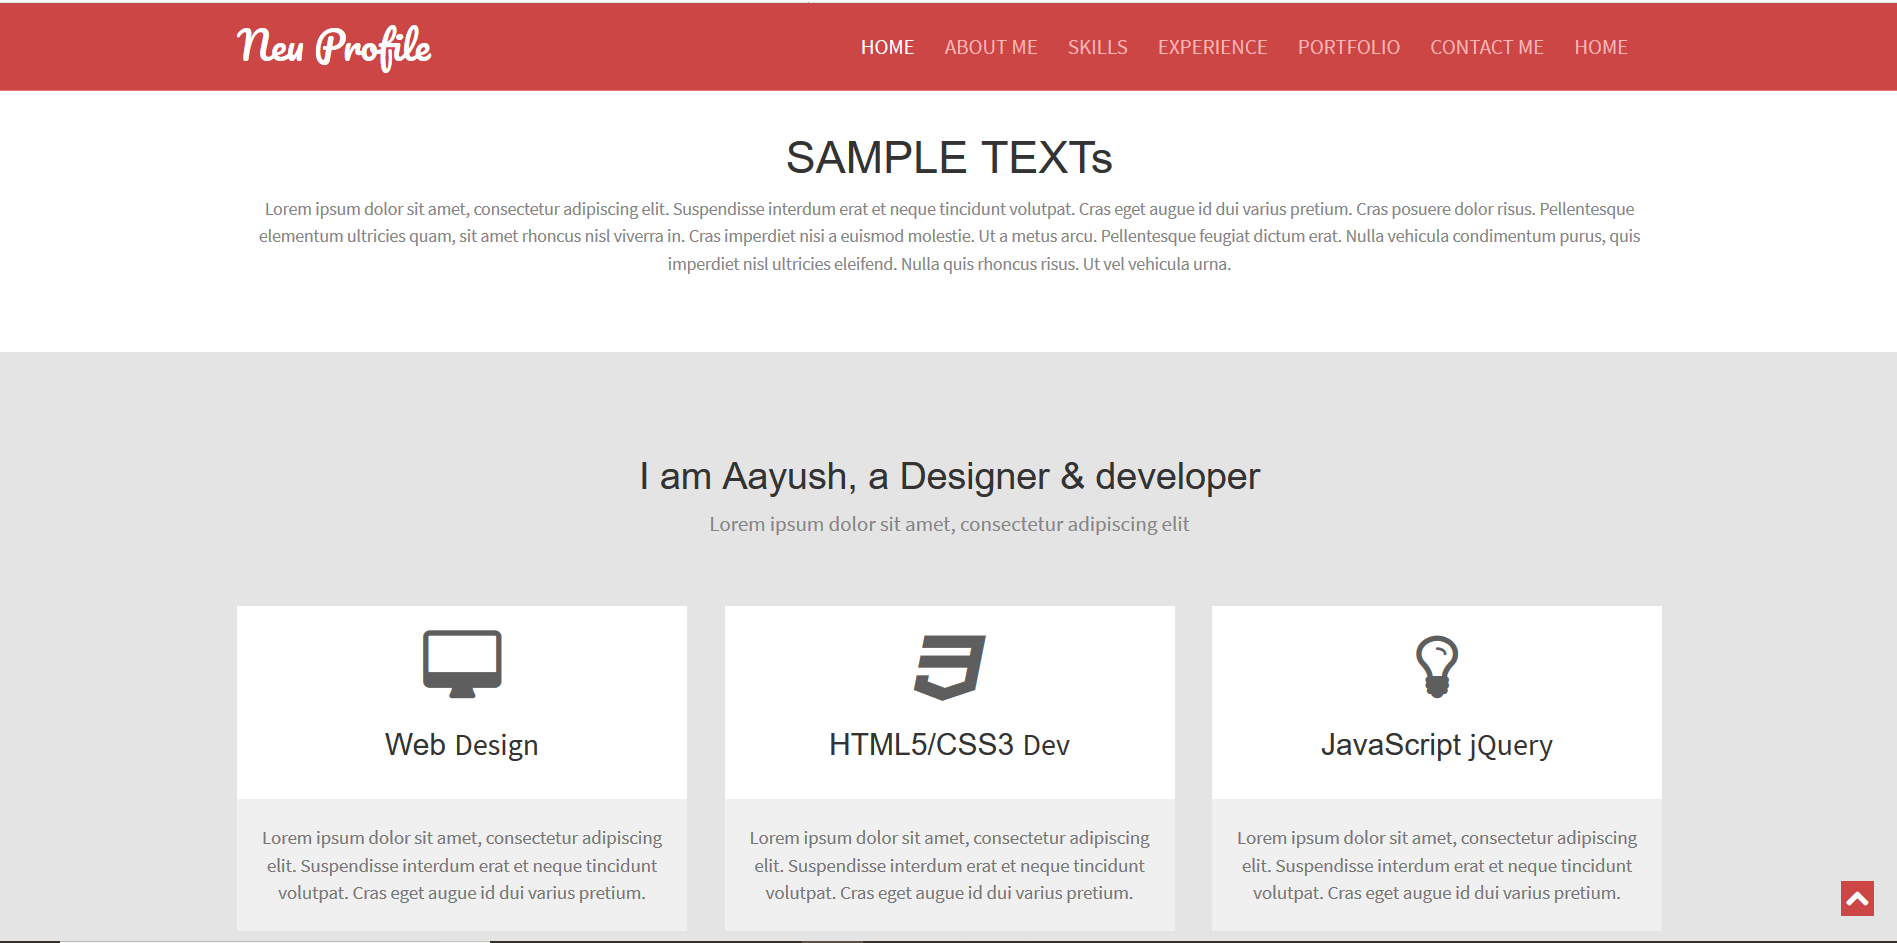 Neu Profile
HOME ABOUT ME SKILLS EXPERIENCE PORTFOLIO CONTACT ME HOME
SAMPLE TEXTs
Lorem ipsum dolor sit amet, consectetur adipiscing elit. Suspendisse interdum erat et neque tincidunt volutpat. Cras eget augue id dui varius pretium. Cras posuere dolor risus. Pellentesque
elementum ultricies quam, sit amet rhoncus nisl viverra in. Cras imperdiet nisi a euismod molestie. Ut a metus arcu. Pellentesque feugiat dictum erat. Nulla vehicula condimentum purus, quis
imperdiet nisl ultricies eleifend. Nulla quis rhoncus risus. Ut vel vehicula urna.
I am Aayush, a Designer & developer
Lorem ipsum dolor sit amet, consectetur adipiscing elit
Web Design
Lorem ipsum dolor sit amet, consectetur adipiscing
elit. Suspendisse interdum erat et neque tincidunt
volutpat. Cras eget augue id dui varius pretium.
HTML5/CSS3 Dev
Lorem ipsum dolor sit amet, consectetur adipiscing
elit. Suspendisse interdum erat et neque tincidunt
volutpat. Cras eget augue id dui varius pretium.
JavaScript jQuery
Lorem ipsum dolor sit amet, consectetur adipiscing
elit. Suspendisse interdum erat et neque tincidunt
volutpat. Cras eget augue id dui varius pretium.